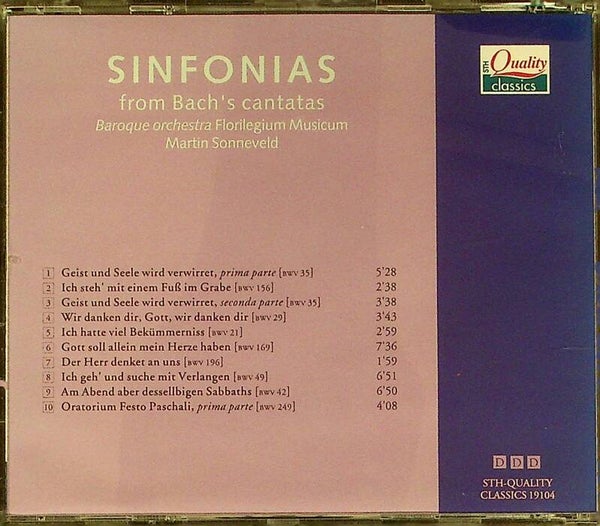 SINFONIAS
from Bach's cantatas
Baroque orchestra Florilegium Musicum
Martin Sonneveld
STH Quality
classics
1 Geist und Seele wird verwirret, prima parte [BWV 35] 5'28
2 Ich steh' mit einem Fuß im Grabe [BWV 156] 2'38
3 Geist und Seele wird verwirret, seconda parte [BWV 35] 3'38
4 Wir danken dir, Gott, wir danken dir [BWV 29] 3'43
5 Ich hatte viel Bekümmerniss [BWV 21] 2'59
6 Gott soll allein mein Herze haben [BWV 169] 7'36
7 Der Herr denket an uns [BWV 196] 1'59
8 Ich geh' und suche mit Verlangen [BWV 49] 6'51
9 Am Abend aber dessellbigen Sabbaths [BWV 42] 6'50
10 Oratorium Festo Paschali, prima parte [BWV 249] 4'08
D D D
STH-QUALITY
CLASSICS 19104